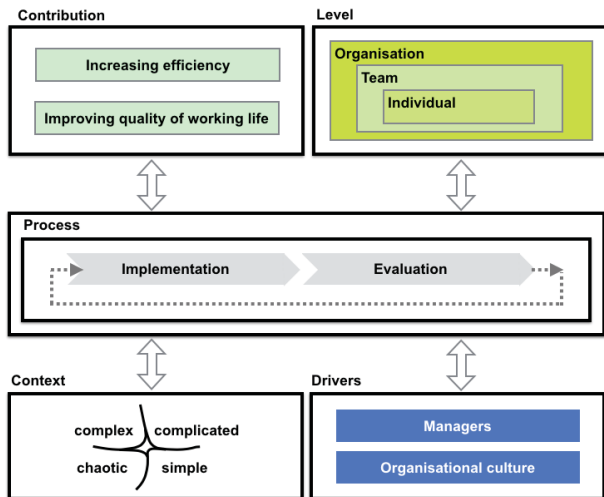 Contribution
Increasing efficiency
Improving quality of working life
Level
Organisation
Team
Individual
Process
Implementation
Evaluation
Context
complex complicated
chaotic simple
Drivers
Managers
Organisational culture